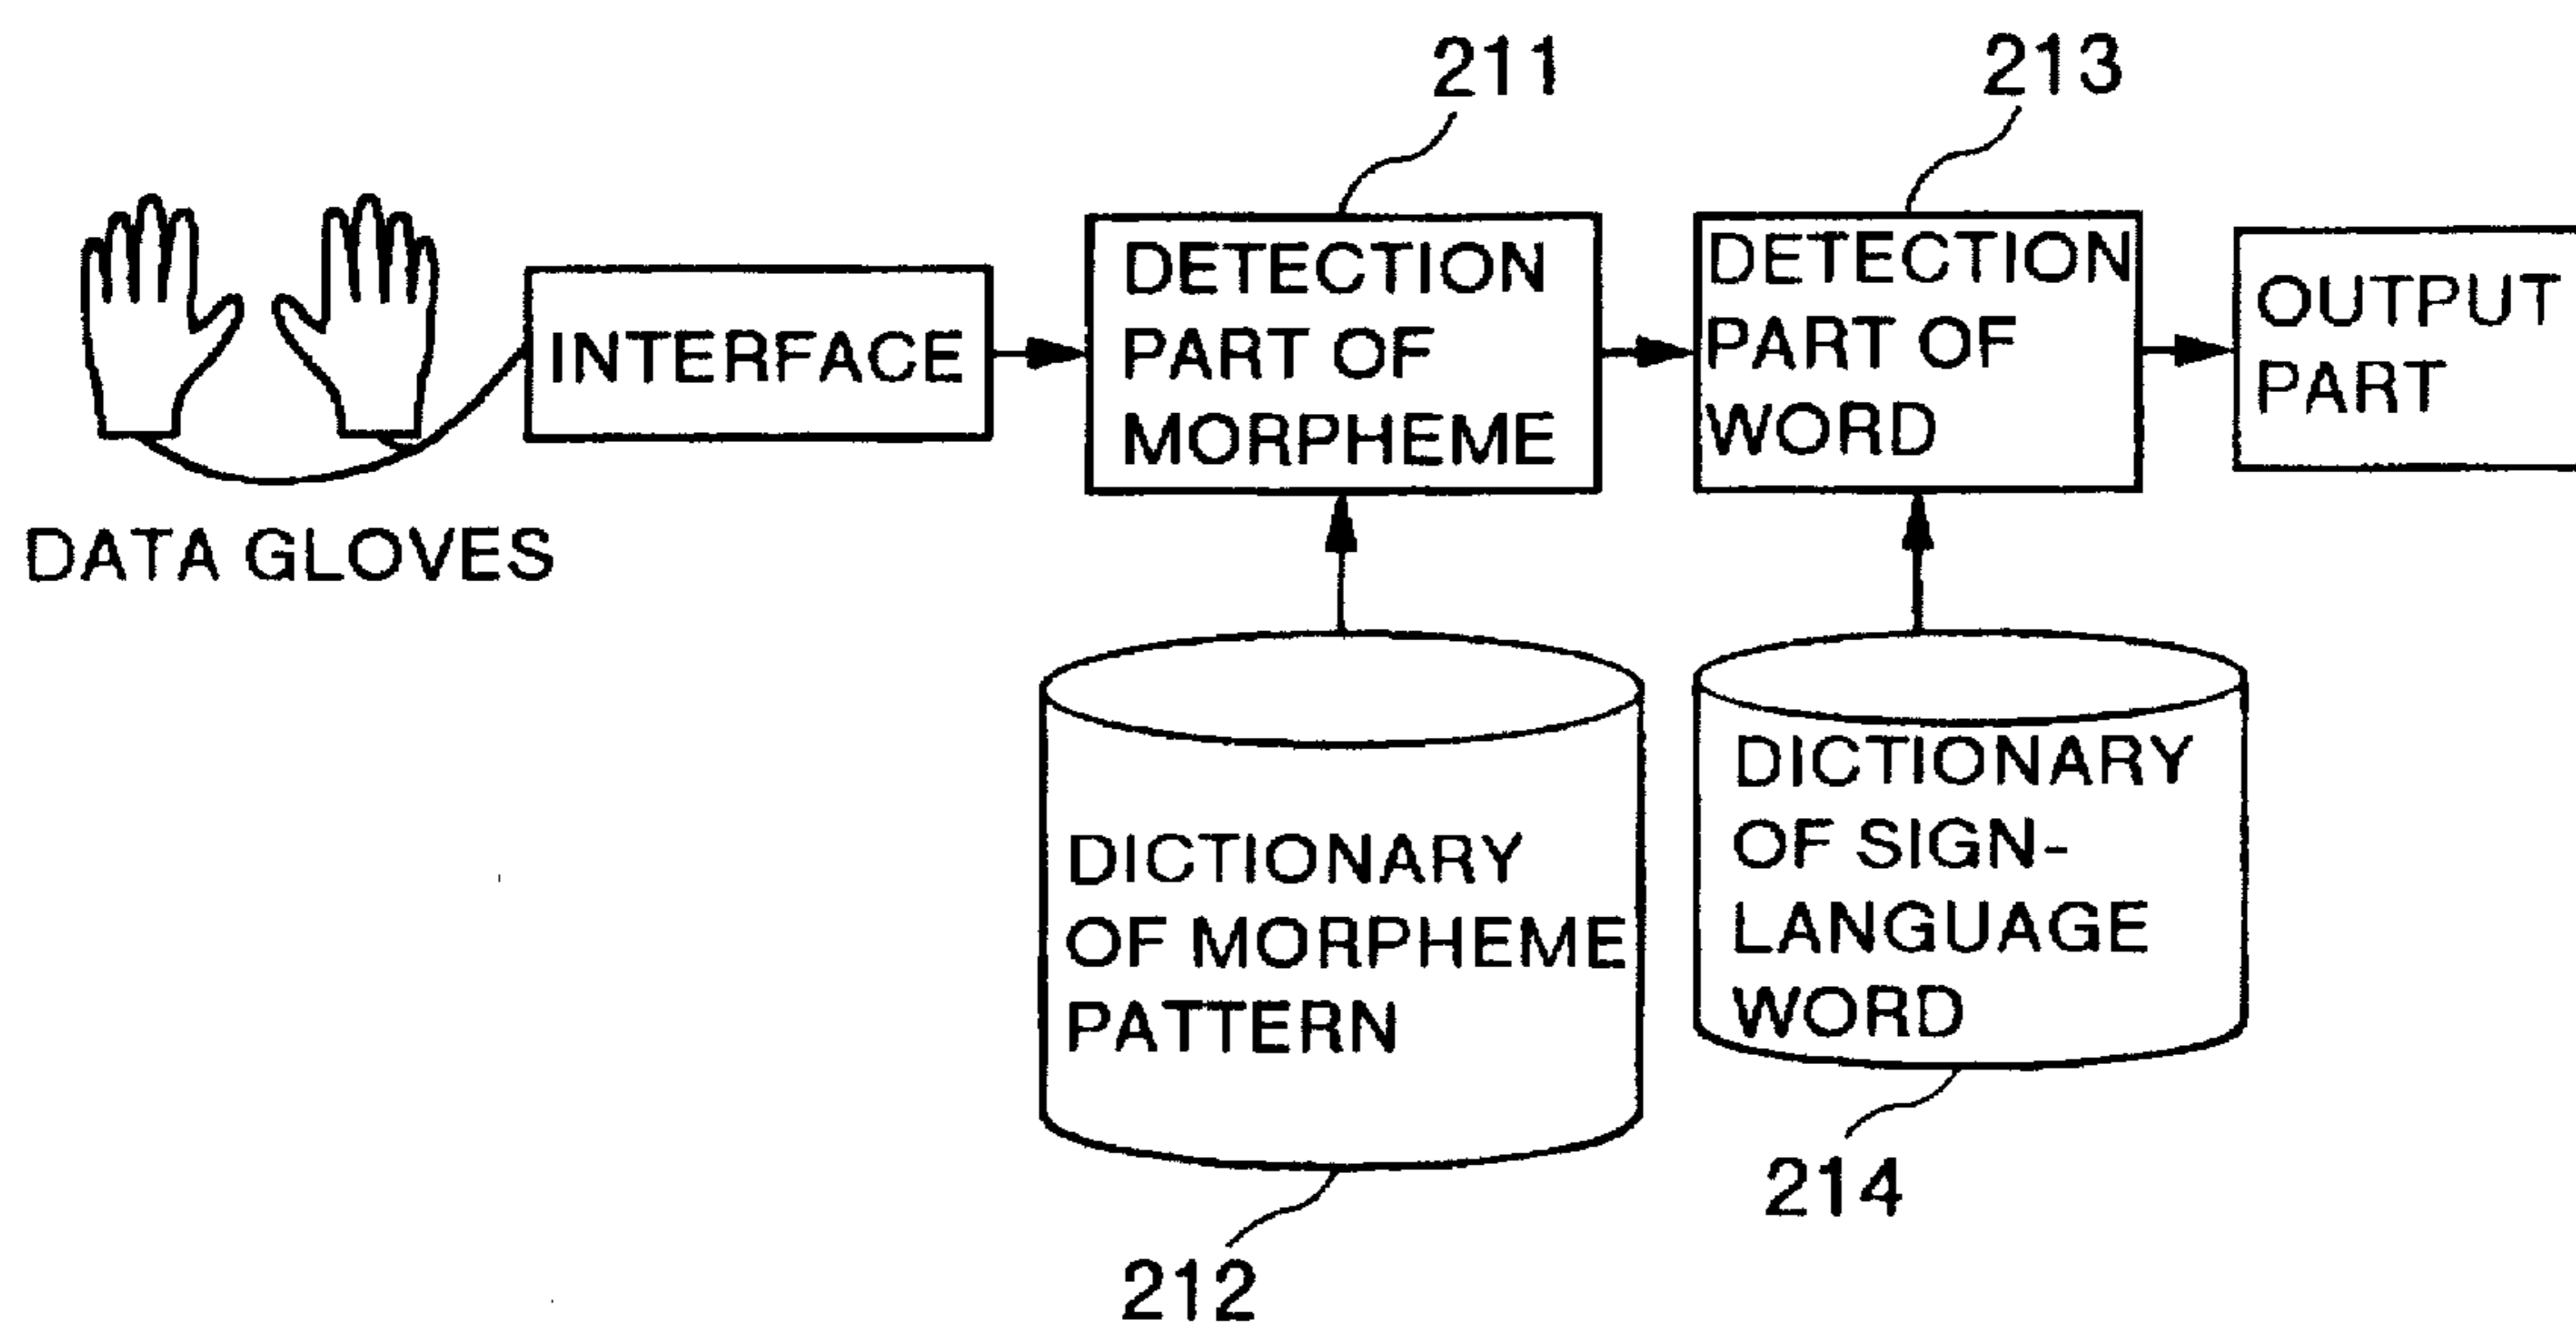 211
213
DATA GLOVES
INTERFACE
DETECTION
PART OF
MORPHEME
DETECTION
PART OF
WORD
OUTPUT
PART
DICTIONARY
OF MORPHEME
PATTERN
DICTIONARY
OF SIGN-
LANGUAGE
WORD
212
214